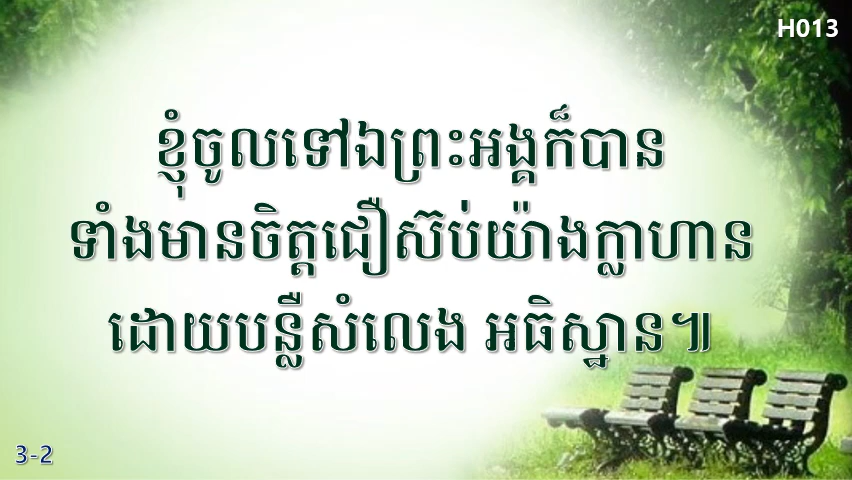 H013
ខ្ញុំចូលទៅឯព្រះអង្គក៏បាន
ទាំងមានចិត្តជឿស៊ប់យ៉ាងក្លាហាន
ដោយបន្លឺសំលេង អធិស្ឋាន៕
3-2